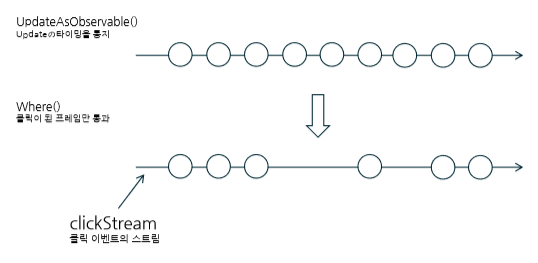 UpdateAsObservable()
Updateの타이밍을 통지
Where()
클릭이 된 프레임만 통과
clickStream
클릭 이벤트의 스트림